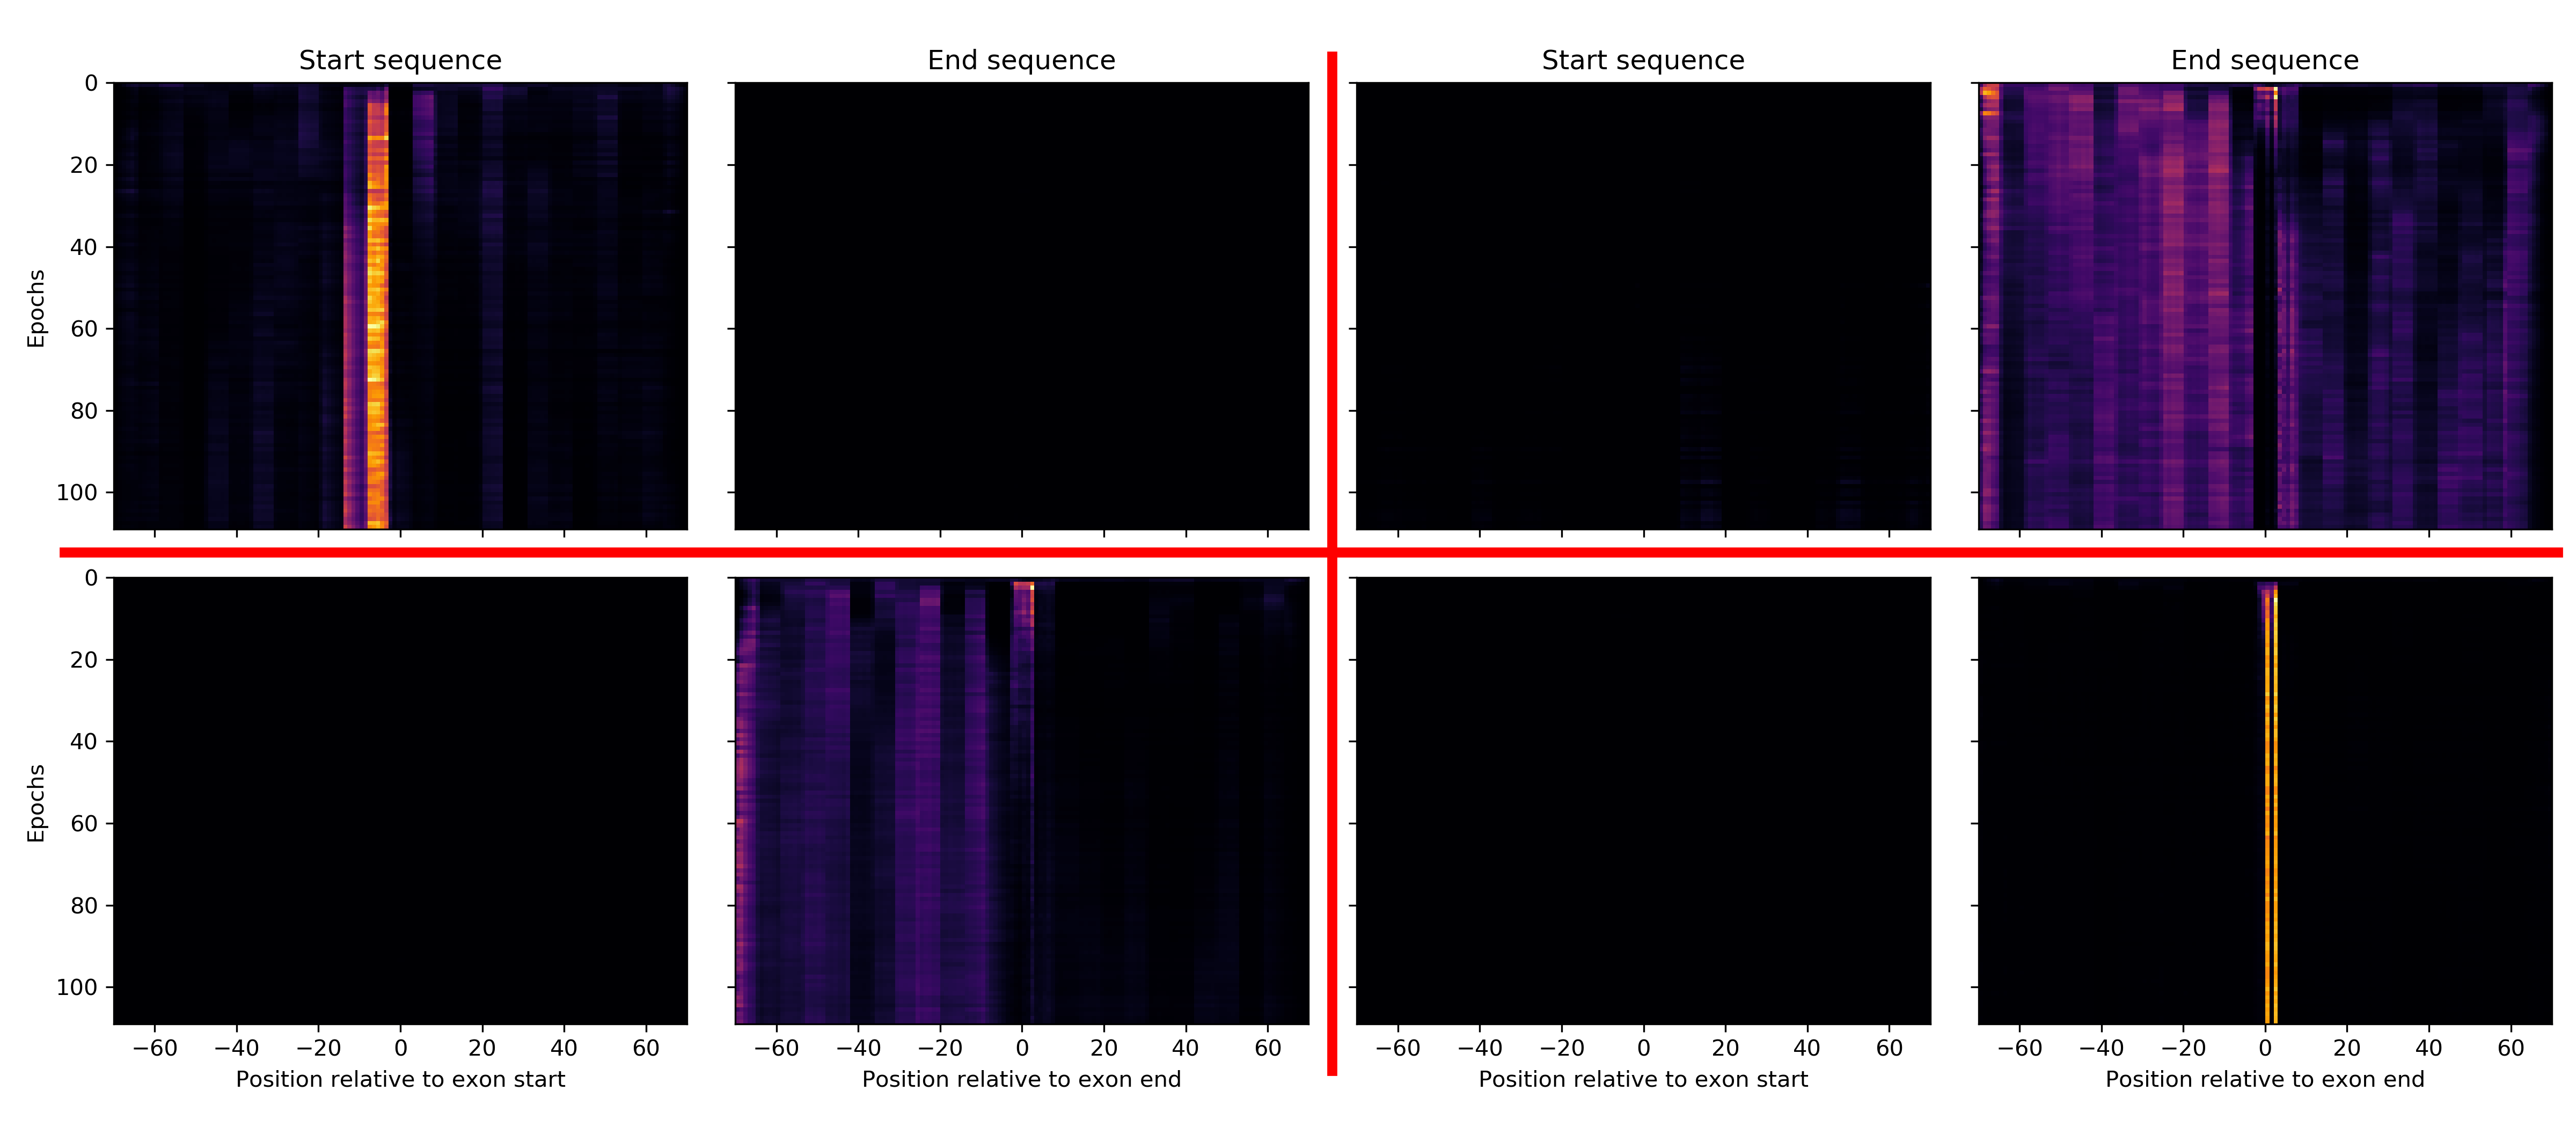 Start sequence
End sequence
Start sequence
End sequence
0
20
40
60
80
100
Epochs
0
20
40
60
80
100
Epochs
−60 −40 −20 0 20 40 60
−60 −40 −20 0 20 40 60
−60 −40 −20 0 20 40 60
−60 −40 −20 0 20 40 60
Position relative to exon start
Position relative to exon end
Position relative to exon start
Position relative to exon end